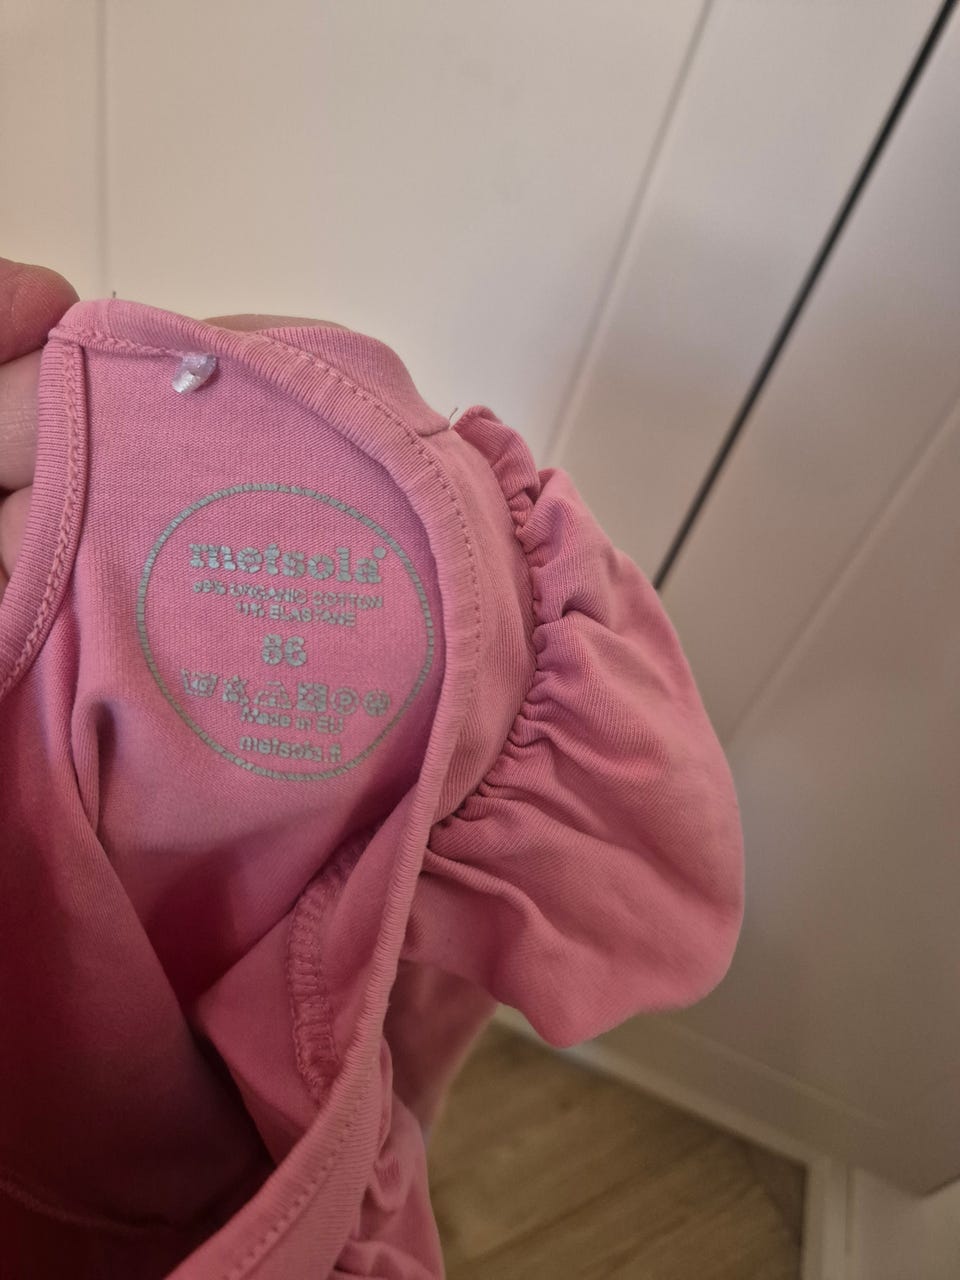 metsola
ORGANIC COTTON
ELASTANE
86
Made in EU
metsola.fi